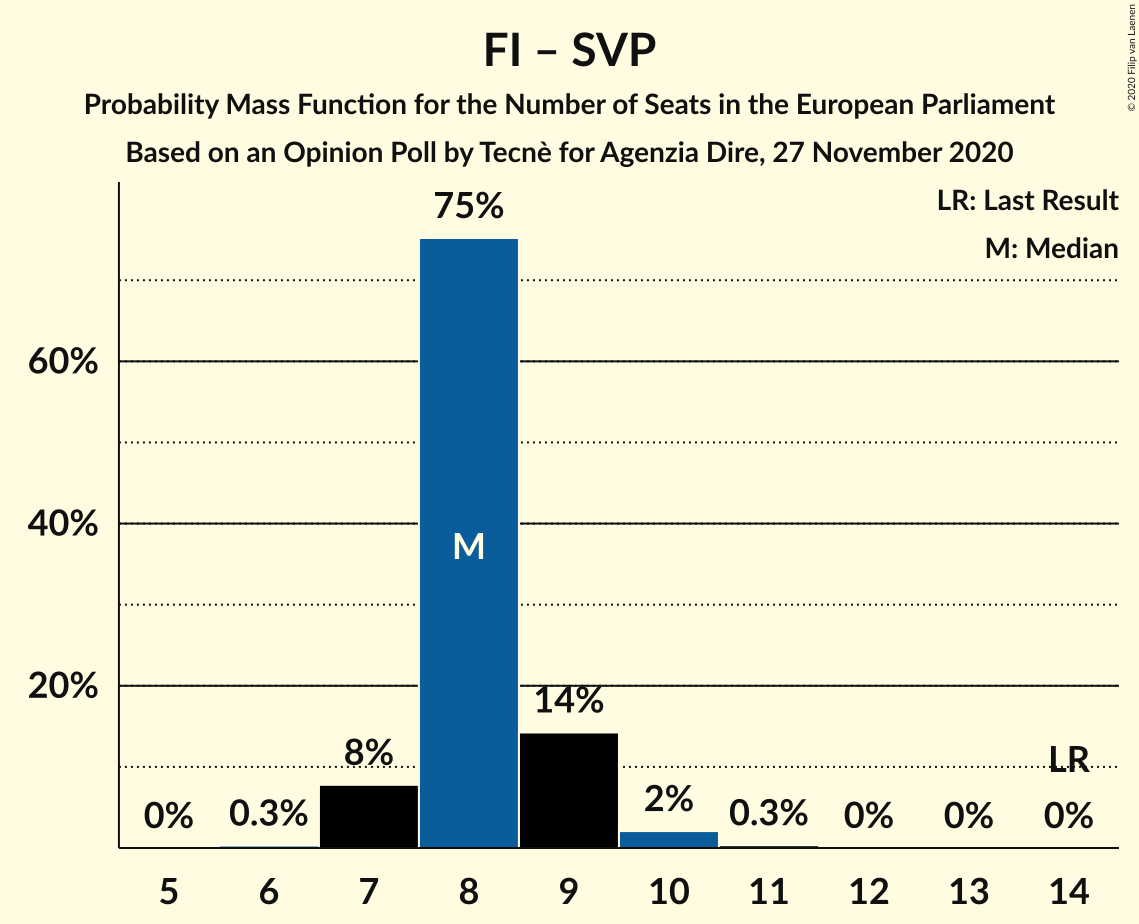 FI – SVP
Probability Mass Function for the Number of Seats in the European Parliament
Based on an Opinion Poll by Tecnè for Agenzia Dire, 27 November 2020
© 2020 Filip van Laenen
LR: Last Result
M: Median
75%
60%
40%
M
20%
14%
8%
LR
0%
0.3%
2%
0.3%
0%
0%
0%
5 6 7 8 9 10 11 12 13 14